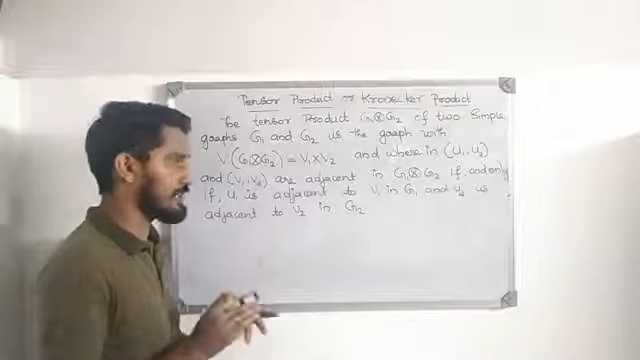 Tensor Product or Kronecker Product
The tensor Product G₁⊗G₂ of two Simple
graphs G₁ and G₂ is the graph with
V(G₁⊗G₂) = V₁×V₂ and where in (u₁,u₂)
and (v₁,v₂) are adjacent in G₁⊗G₂ if and only
if, u₁ is adjacent to v₁ in G₁ and u₂ is
adjacent to v₂ in G₂